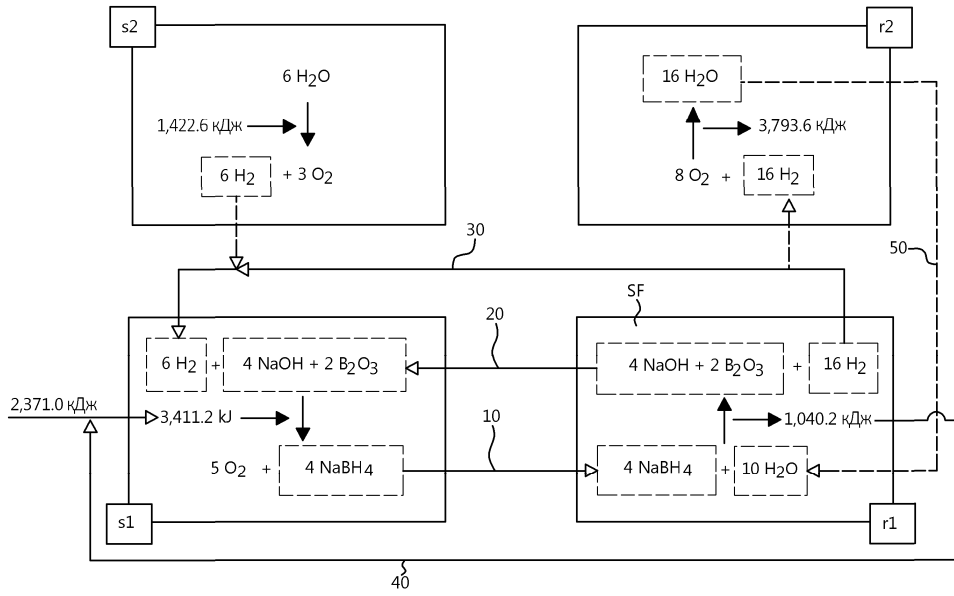 s2
6 H2O
1,422.6 кДж
6 H2 + 3 O2
r2
16 H2O
3,793.6 кДж
8 O2 + 16 H2
30
50
SF
20
6 H2 + 4 NaOH + 2 B2O3
4 NaOH + 2 B2O3 + 16 H2
2,371.0 кДж
3,411.2 kJ
1,040.2 кДж
10
5 O2 + 4 NaBH4
4 NaBH4 + 10 H2O
s1
r1
40